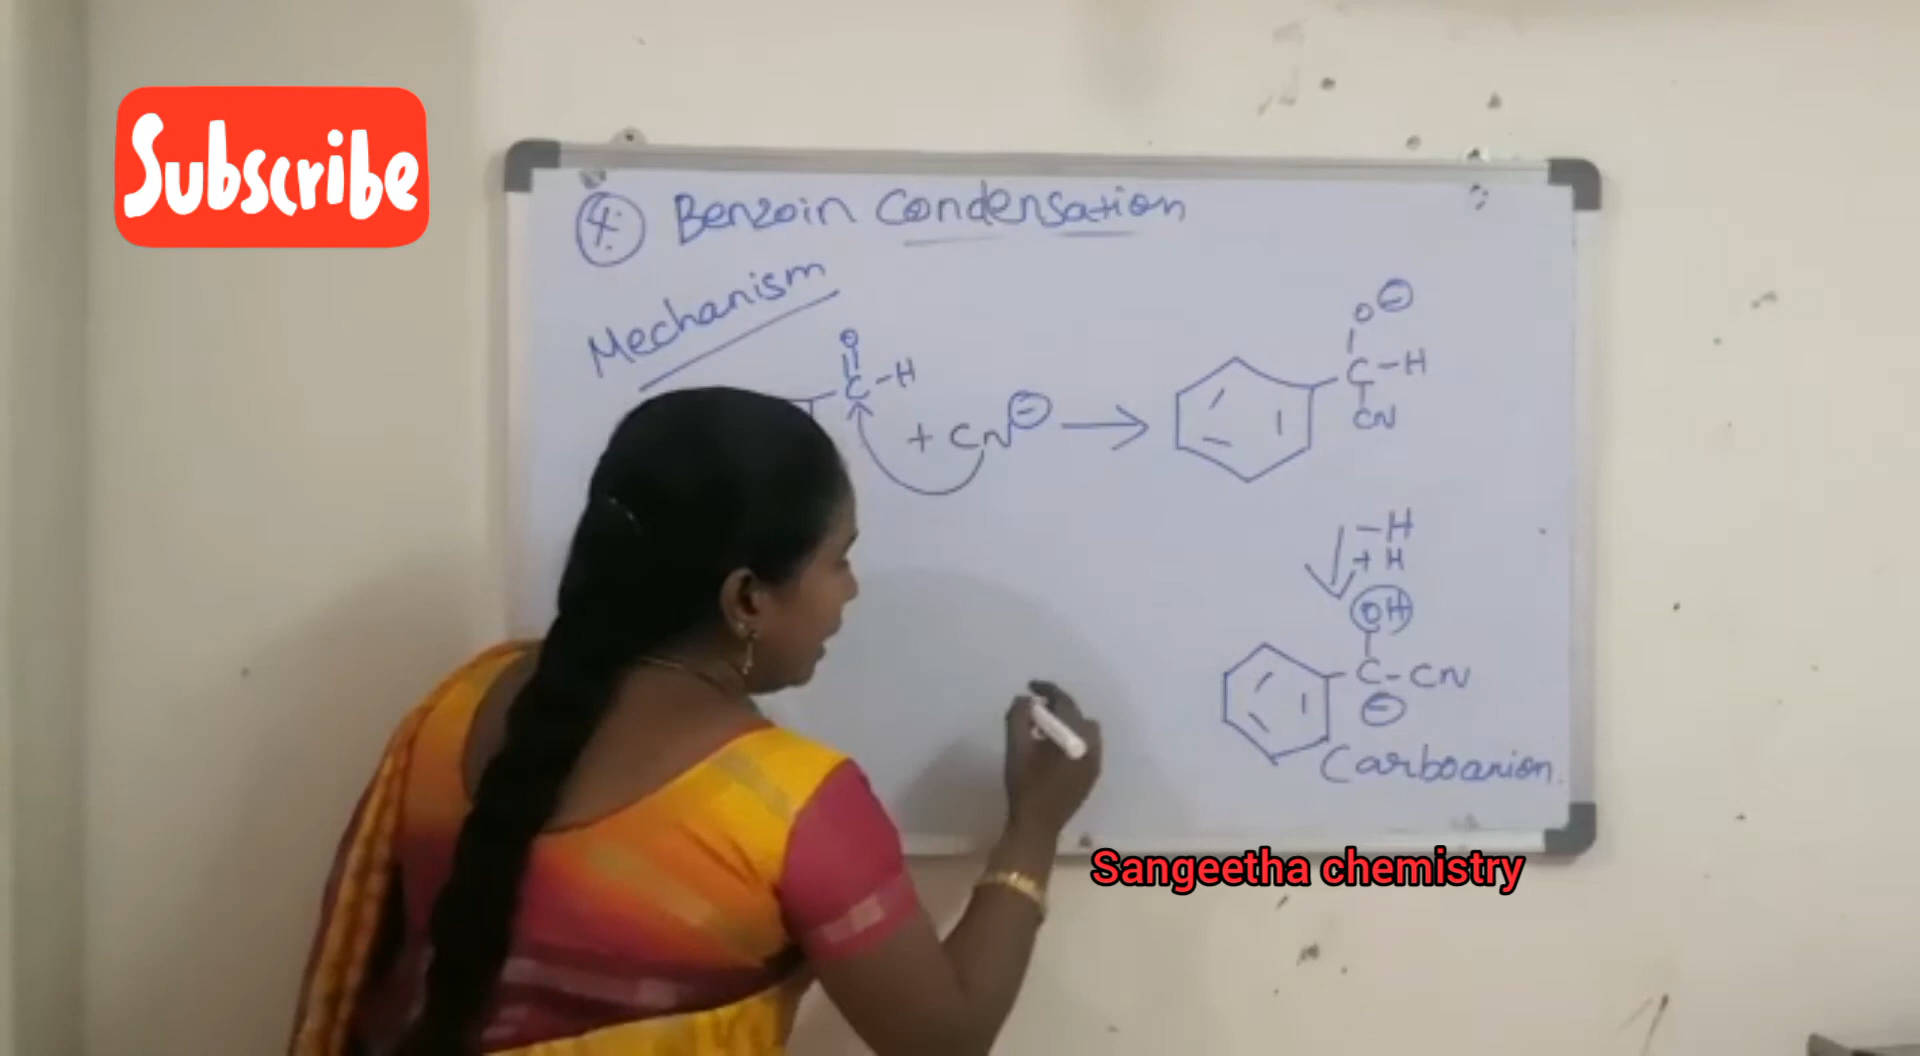 Subscribe
4. Benzoin Condensation
Mechanism
O
C-H
+ CN⊖
O⊖
C-H
CN
-H
+H
OH
C-CN
⊖
Carboanion.
Sangeetha chemistry